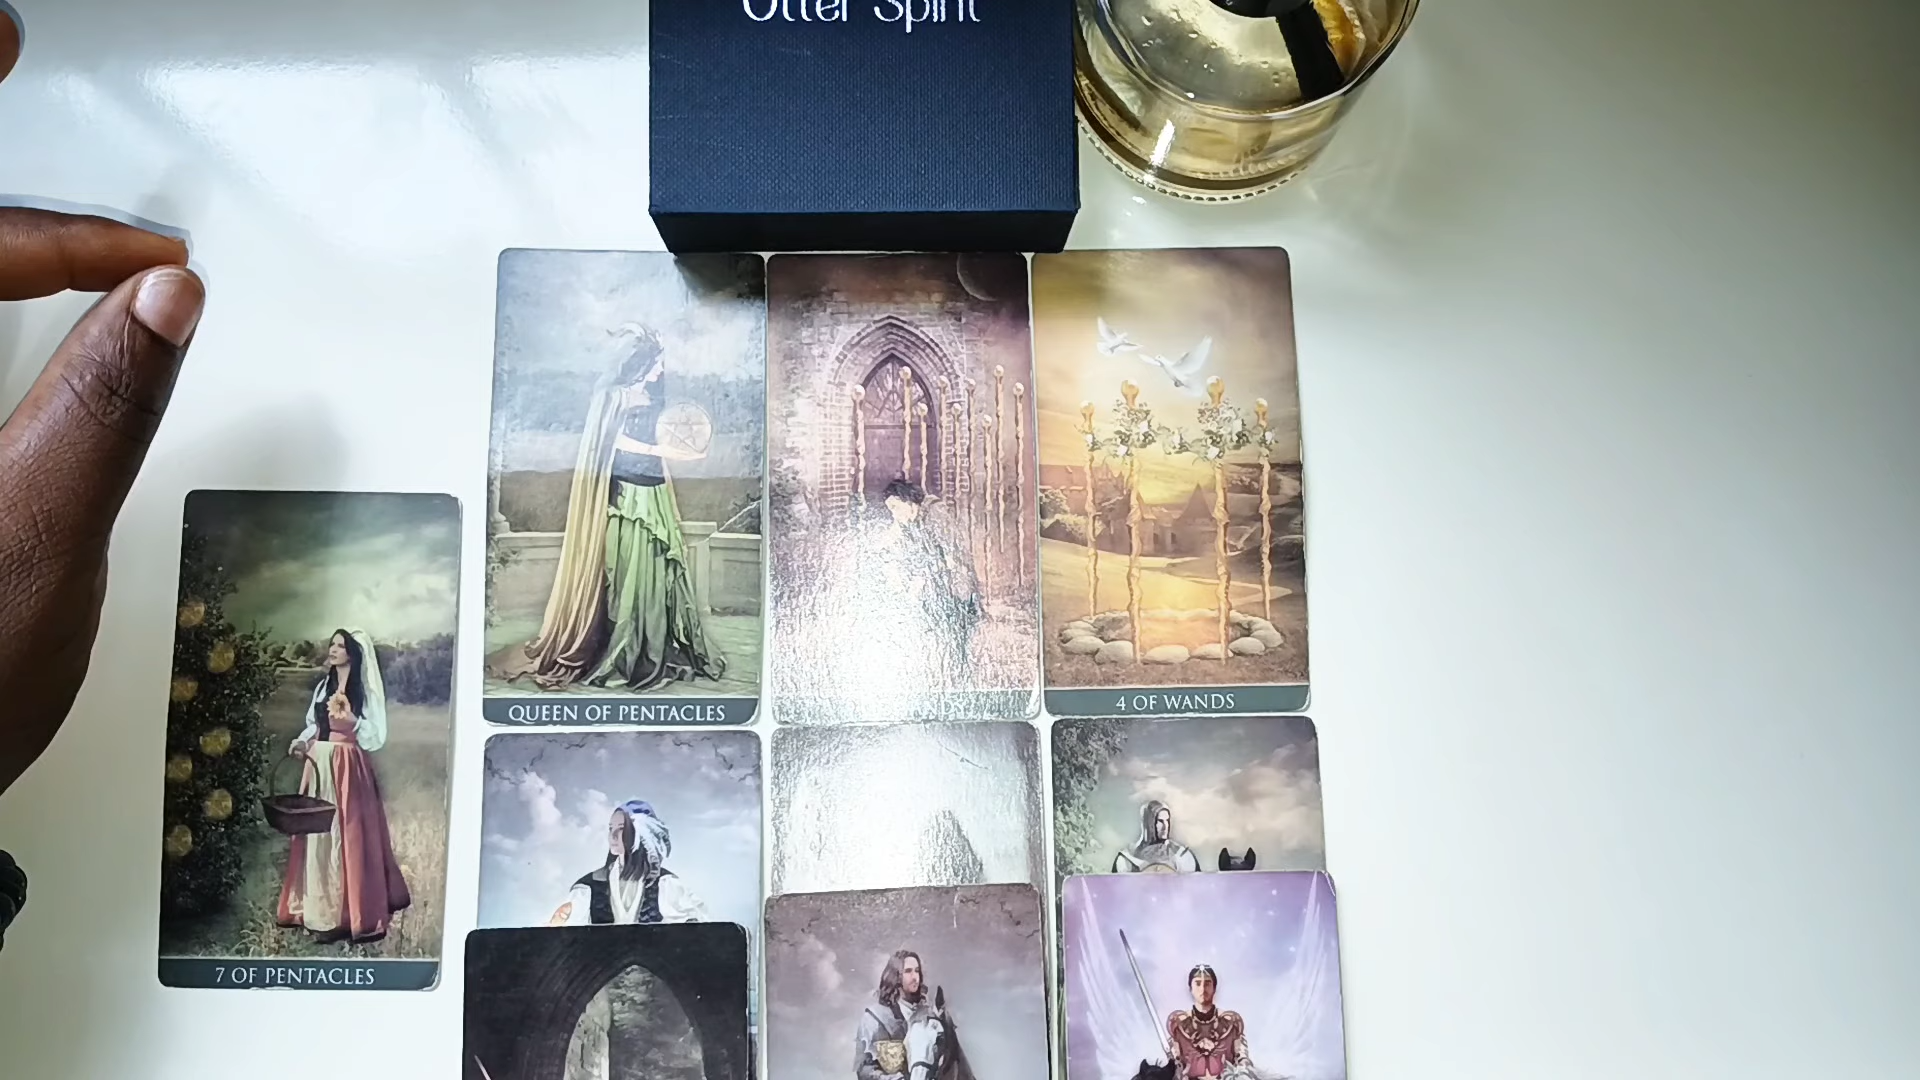 Otter Spirit
QUEEN OF PENTACLES
4 OF WANDS
7 OF PENTACLES